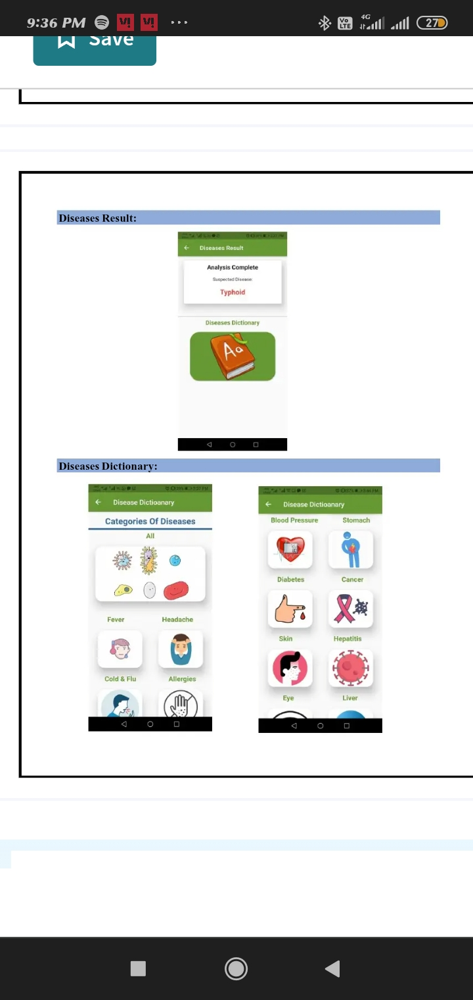 9:36 PM
Vo LTE 4G 27
Save
Diseases Result:
Diseases Result
Analysis Complete
Suspected Disease:
Typhoid
Diseases Dictionary
Aa
Diseases Dictionary:
Disease Dictioanary
Categories Of Diseases
All
Fever Headache
Cold & Flu Allergies
Disease Dictioanary
Blood Pressure Stomach
Diabetes Cancer
Skin Hepatitis
Eye Liver